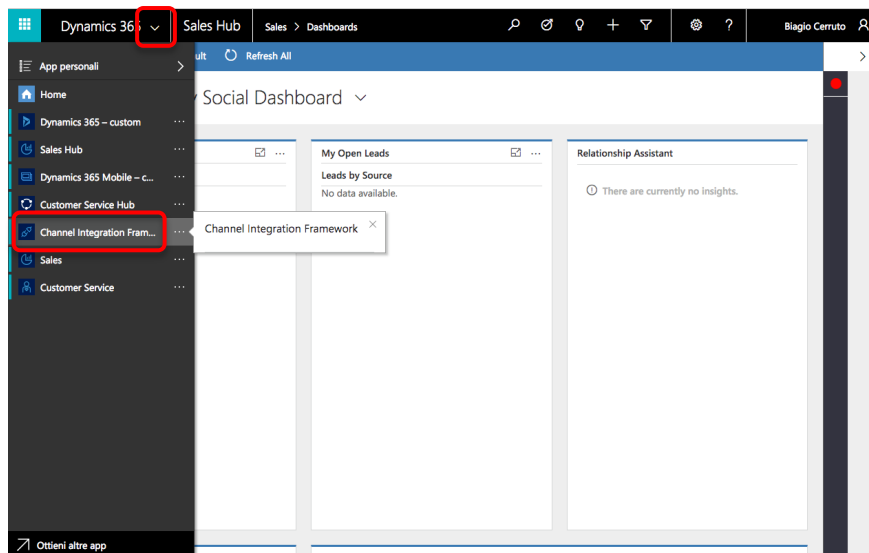 Dynamics 365
Sales Hub
Sales > Dashboards
?
Biagio Cerruto
App personali
ult
Refresh All
Home
Social Dashboard
Dynamics 365 – custom ...
Sales Hub ...
...
My Open Leads
...
Relationship Assistant
Dynamics 365 Mobile – c... ...
Leads by Source
No data available.
There are currently no insights.
Customer Service Hub ...
Channel Integration Fram... ...
Channel Integration Framework
Sales ...
Customer Service ...
Ottieni altre app